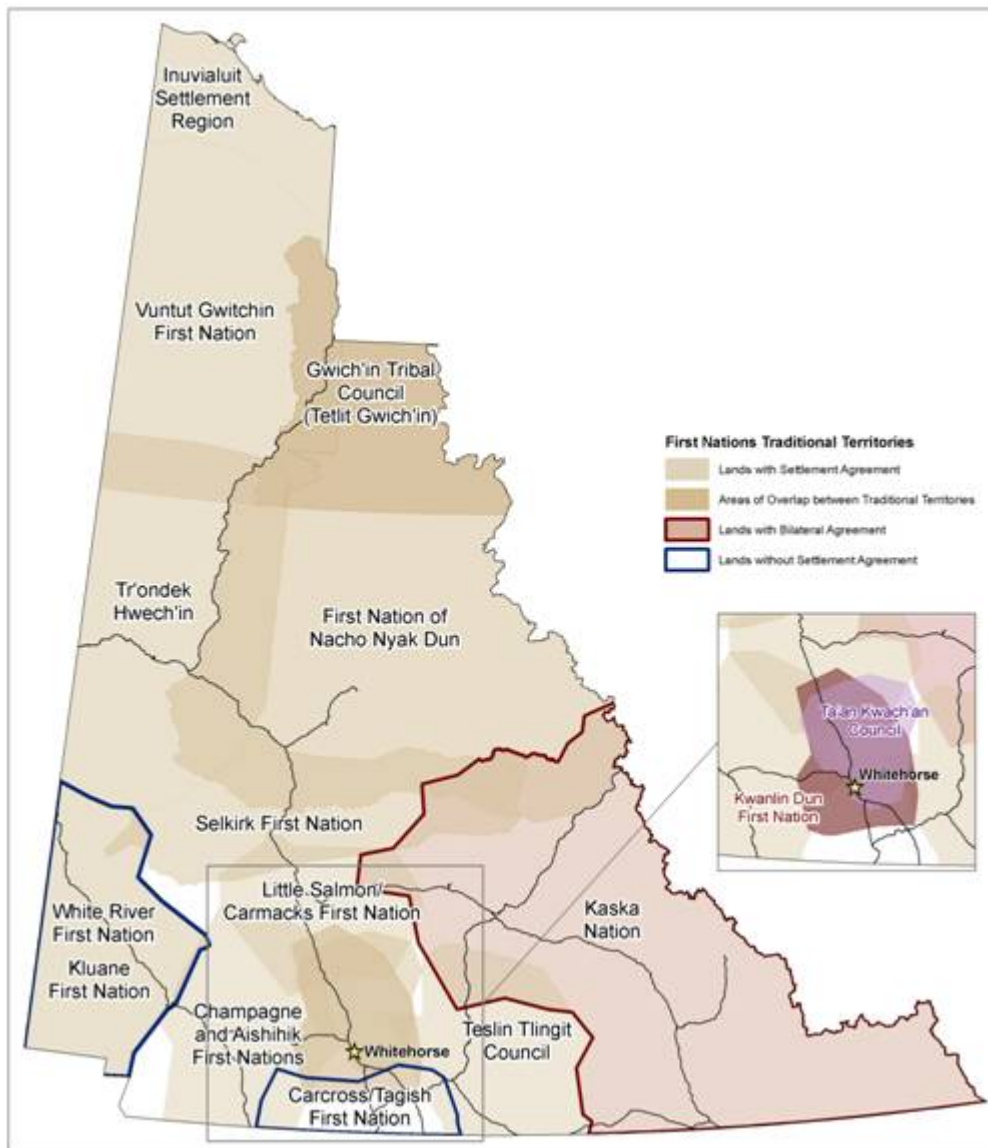 Inuvialuit
Settlement
Region
Vuntut Gwitchin
First Nation
Gwich'in Tribal
Council
(Tetlit Gwich'in)
First Nations Traditional Territories
Lands with Settlement Agreement
Areas of Overlap between Traditional Territories
Lands with Bilateral Agreement
Lands without Settlement Agreement
Tr'ondek
Hwech'in
First Nation of
Nacho Nyak Dun
Ta'an Kwach'an
Council
Whitehorse
Kwanlin Dun
First Nation
Selkirk First Nation
Little Salmon/
Carmacks First Nation
White River
First Nation
Kluane
First Nation
Kaska
Nation
Champagne
and Aishihik
First Nations
Whitehorse
Teslin Tlingit
Council
Carcross/Tagish
First Nation